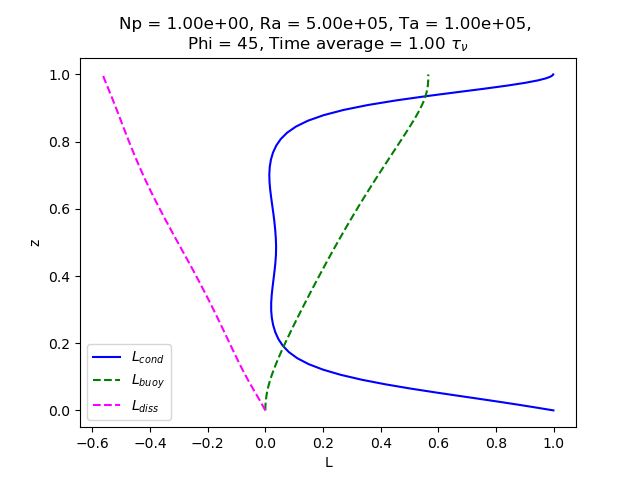 Np = 1.00e+00, Ra = 5.00e+05, Ta = 1.00e+05,
Phi = 45, Time average = 1.00 τν
1.0
0.8
0.6
0.4
0.2
0.0
z
L_cond
L_buoy
L_diss
−0.6 −0.4 −0.2 0.0 0.2 0.4 0.6 0.8 1.0
L